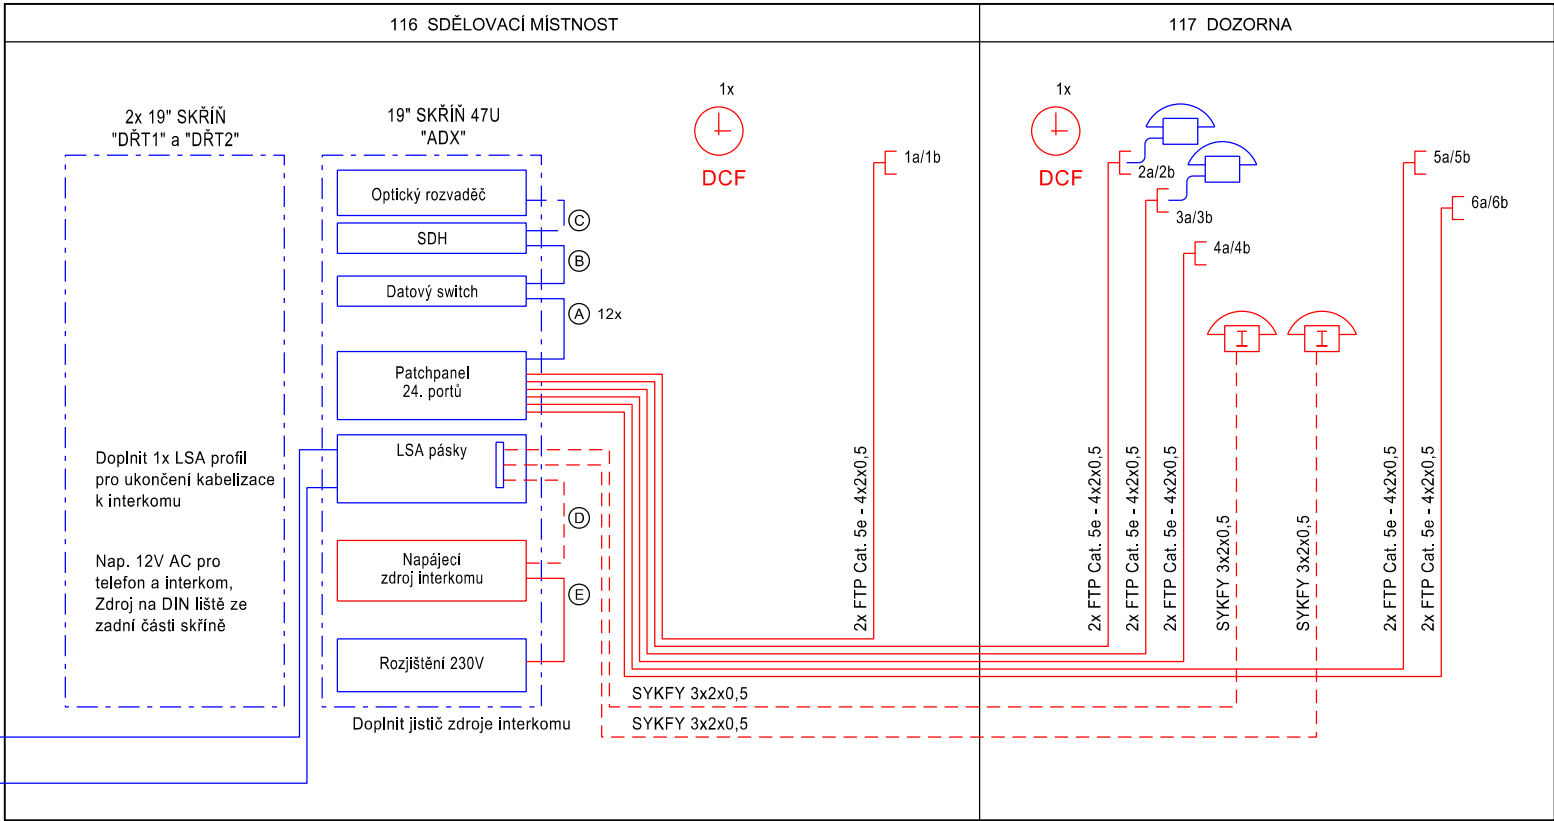 116 SDĚLOVACÍ MÍSTNOST
117 DOZORNA
2x 19" SKŘÍŇ
"DŘT1" a "DŘT2"
19" SKŘÍŇ 47U
"ADX"
1x
DCF
1x
DCF
1a/1b
2a/2b
3a/3b
4a/4b
5a/5b
6a/6b
Optický rozvaděč
C
SDH
B
Datový switch
A 12x
Patchpanel
24. portů
LSA pásky
D
Napájecí
zdroj interkomu
E
Rozjištění 230V
Doplnit 1x LSA profil
pro ukončení kabelizace
k interkomu
Nap. 12V AC pro
telefon a interkom,
Zdroj na DIN liště ze
zadní části skříně
Doplnit jistič zdroje interkomu
I
I
2x FTP Cat. 5e - 4x2x0,5
2x FTP Cat. 5e - 4x2x0,5
2x FTP Cat. 5e - 4x2x0,5
2x FTP Cat. 5e - 4x2x0,5
SYKFY 3x2x0,5
SYKFY 3x2x0,5
2x FTP Cat. 5e - 4x2x0,5
2x FTP Cat. 5e - 4x2x0,5
SYKFY 3x2x0,5
SYKFY 3x2x0,5